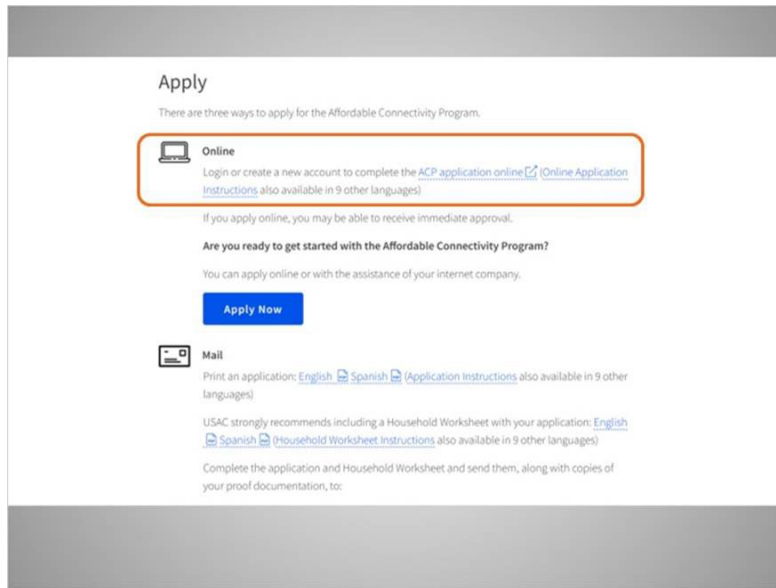 Apply
There are three ways to apply for the Affordable Connectivity Program.
Online
Login or create a new account to complete the ACP application online (Online Application
Instructions also available in 9 other languages)
If you apply online, you may be able to receive immediate approval.
Are you ready to get started with the Affordable Connectivity Program?
You can apply online or with the assistance of your internet company.
Apply Now
Mail
Print an application: English Spanish (Application Instructions also available in 9 other
languages)
USAC strongly recommends including a Household Worksheet with your application: English
Spanish (Household Worksheet Instructions also available in 9 other languages)
Complete the application and Household Worksheet and send them, along with copies of
your proof documentation, to: